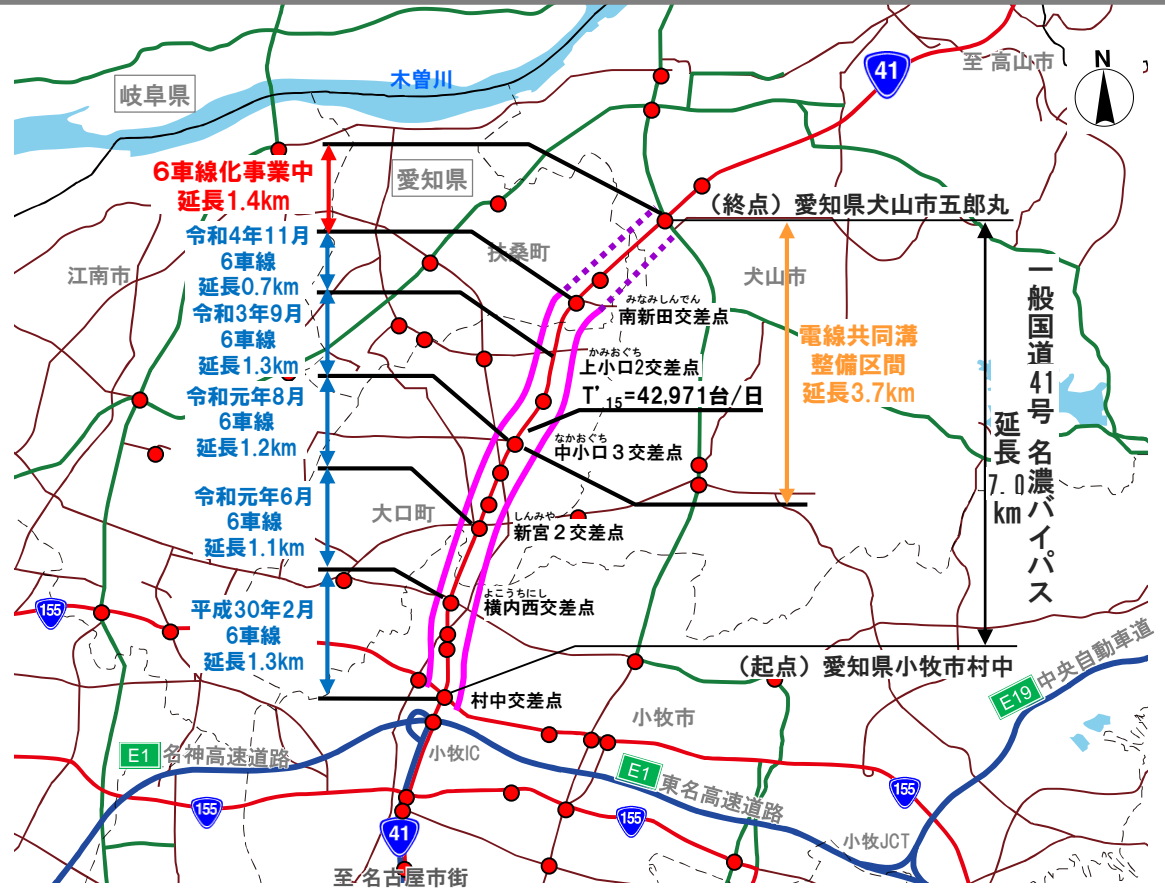 木曽川
岐阜県
41
至 高山市
N
6車線化事業中
延長1.4km
愛知県
（終点）愛知県犬山市五郎丸
令和4年11月
6車線
延長0.7km
江南市
扶桑町
犬山市
一般国道41号 名濃バイパス
延長7.0km
みなみしんでん
南新田交差点
令和3年9月
6車線
延長1.3km
電線共同溝
整備区間
延長3.7km
かみおぐち
上小口2交差点
T’15=42,971台/日
令和元年8月
6車線
延長1.2km
なかおぐち
中小口３交差点
令和元年6月
6車線
延長1.1km
大口町
しんみや
新宮２交差点
よこうちにし
横内西交差点
155
平成30年2月
6車線
延長1.3km
（起点）愛知県小牧市村中
E19 中央自動車道
村中交差点
小牧市
E1 名神高速道路
小牧IC
E1 東名高速道路
155
155
155
41
小牧JCT
至 名古屋市街